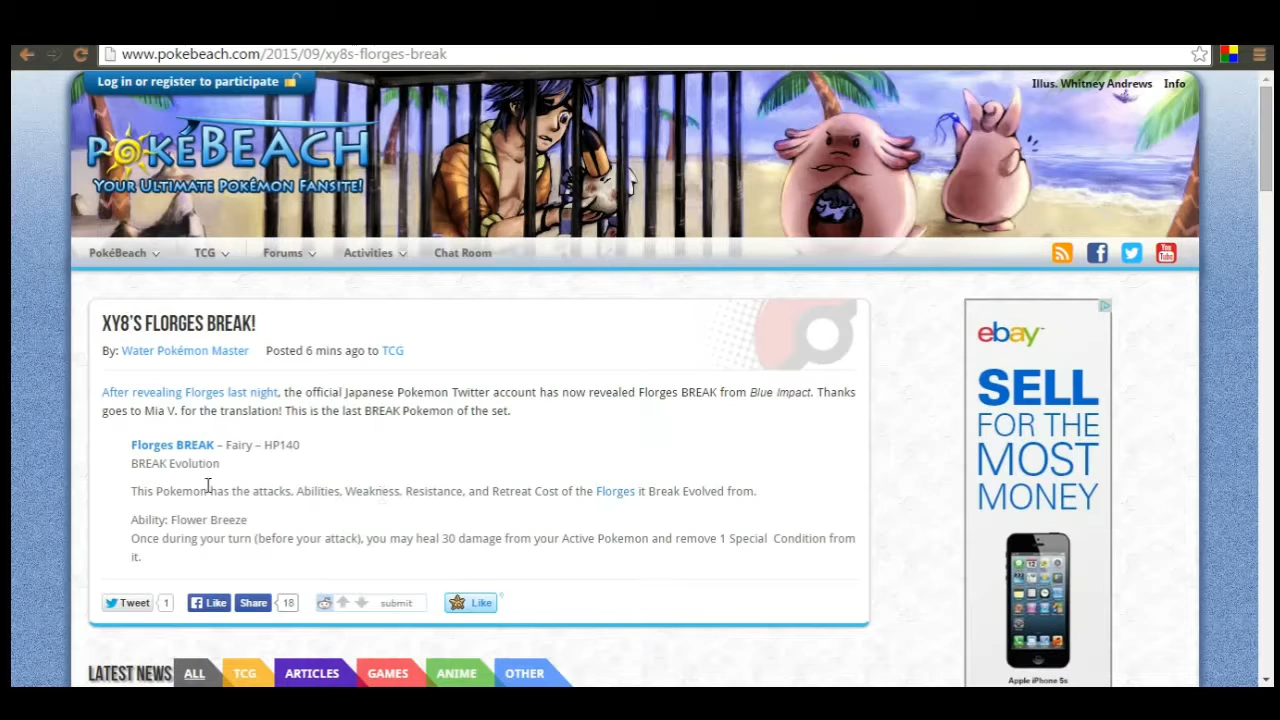 www.pokebeach.com/2015/09/xy8s-florges-break
Log in or register to participate
Illus. Whitney Andrews Info
POKÉBEACH
YOUR ULTIMATE POKÉMON FANSITE!
PokéBeach TCG Forums Activities Chat Room
You Tube
XY8'S FLORGES BREAK!
By: Water Pokémon Master Posted 6 mins ago to TCG
After revealing Florges last night, the official Japanese Pokemon Twitter account has now revealed Florges BREAK from Blue Impact. Thanks
goes to Mia V. for the translation! This is the last BREAK Pokemon of the set.
Florges BREAK – Fairy – HP140
BREAK Evolution
This Pokemon has the attacks, Abilities, Weakness, Resistance, and Retreat Cost of the Florges it Break Evolved from.
Ability: Flower Breeze
Once during your turn (before your attack), you may heal 30 damage from your Active Pokemon and remove 1 Special Condition from
it.
Tweet 1 Like Share 18 submit Like 0
LATEST NEWS ALL TCG ARTICLES GAMES ANIME OTHER
ebay
SELL
FOR THE
MOST
MONEY
Apple iPhone 5s